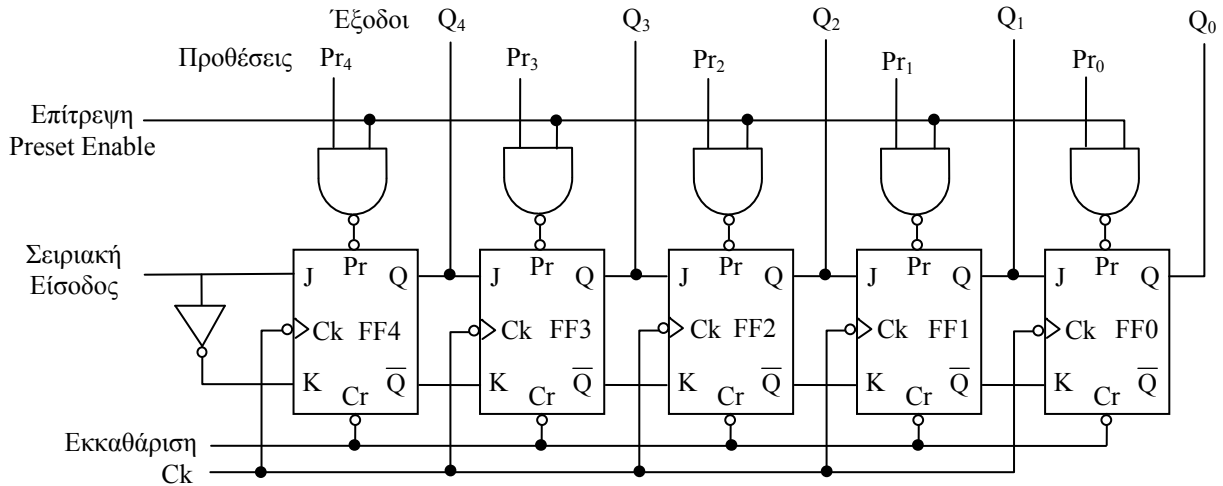 Έξοδοι Q4 Q3 Q2 Q1 Q0
Προθέσεις Pr4 Pr3 Pr2 Pr1 Pr0
Επίτρεψη
Preset Enable
Σειριακή
Είσοδος
J Pr Q J Pr Q J Pr Q J Pr Q J Pr Q
Ck FF4 Ck FF3 Ck FF2 Ck FF1 Ck FF0
K Q̅ K Q̅ K Q̅ K Q̅ K Q̅
Cr Cr Cr Cr Cr
Εκκαθάριση
Ck